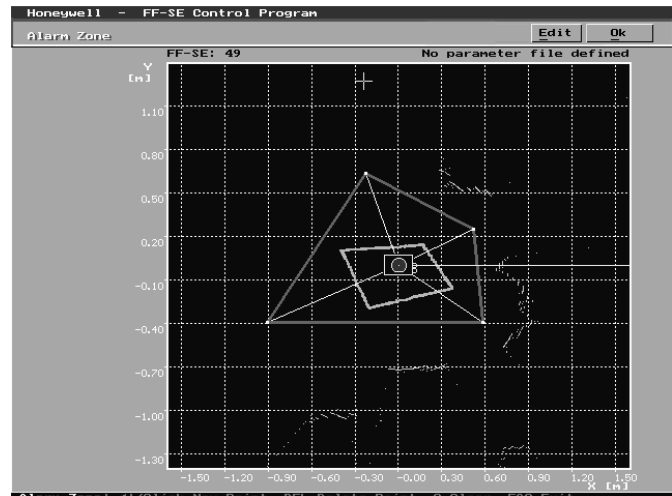 Honeywell - FF-SE Control Program
Alarm Zone Edit Ok
FF-SE: 49 No parameter file defined
Y
[m]
1.10
0.80
0.50
0.20
-0.10
-0.40
-0.70
-1.00
-1.30
-1.50 -1.20 -0.90 -0.60 -0.30 -0.00 0.30 0.60 0.90 1.20 1.50
X [m]